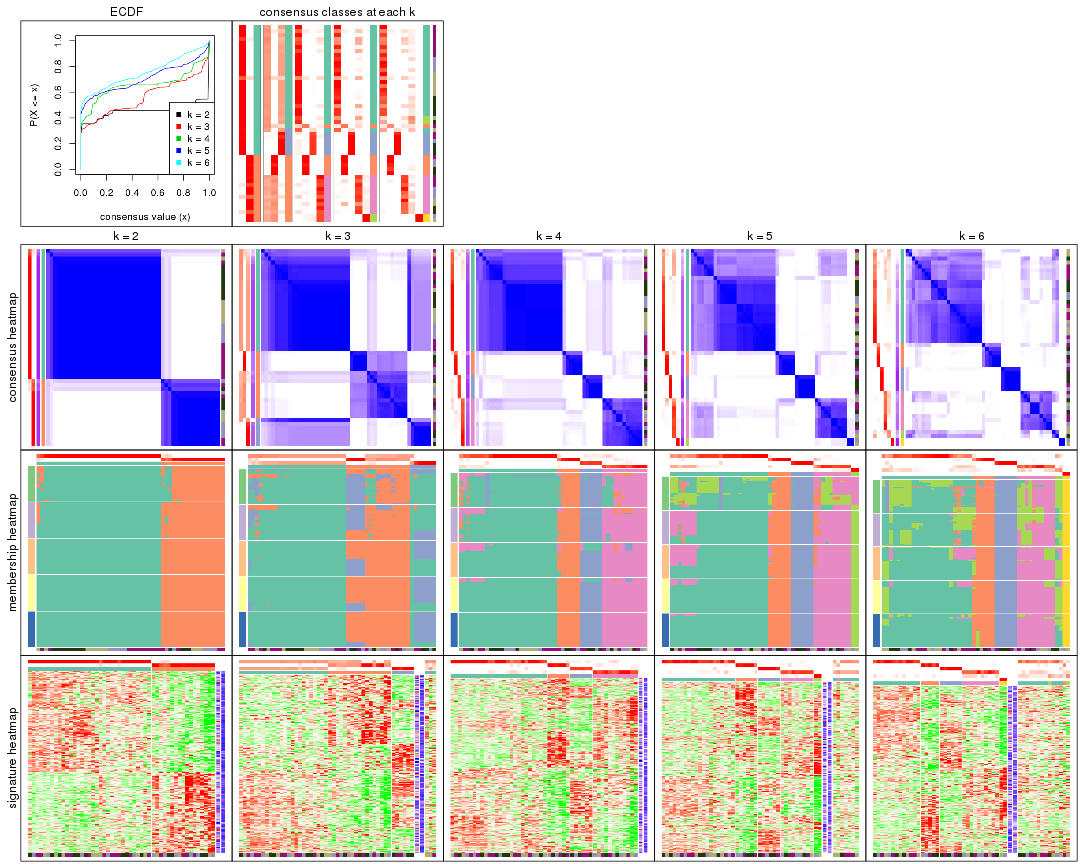 ECDF
consensus classes at each k
P(X <= x)
0.0 0.2 0.4 0.6 0.8 1.0
k = 2
k = 3
k = 4
k = 5
k = 6
0.0 0.2 0.4 0.6 0.8 1.0
consensus value (x)
k = 2
k = 3
k = 4
k = 5
k = 6
consensus heatmap
membership heatmap
signature heatmap